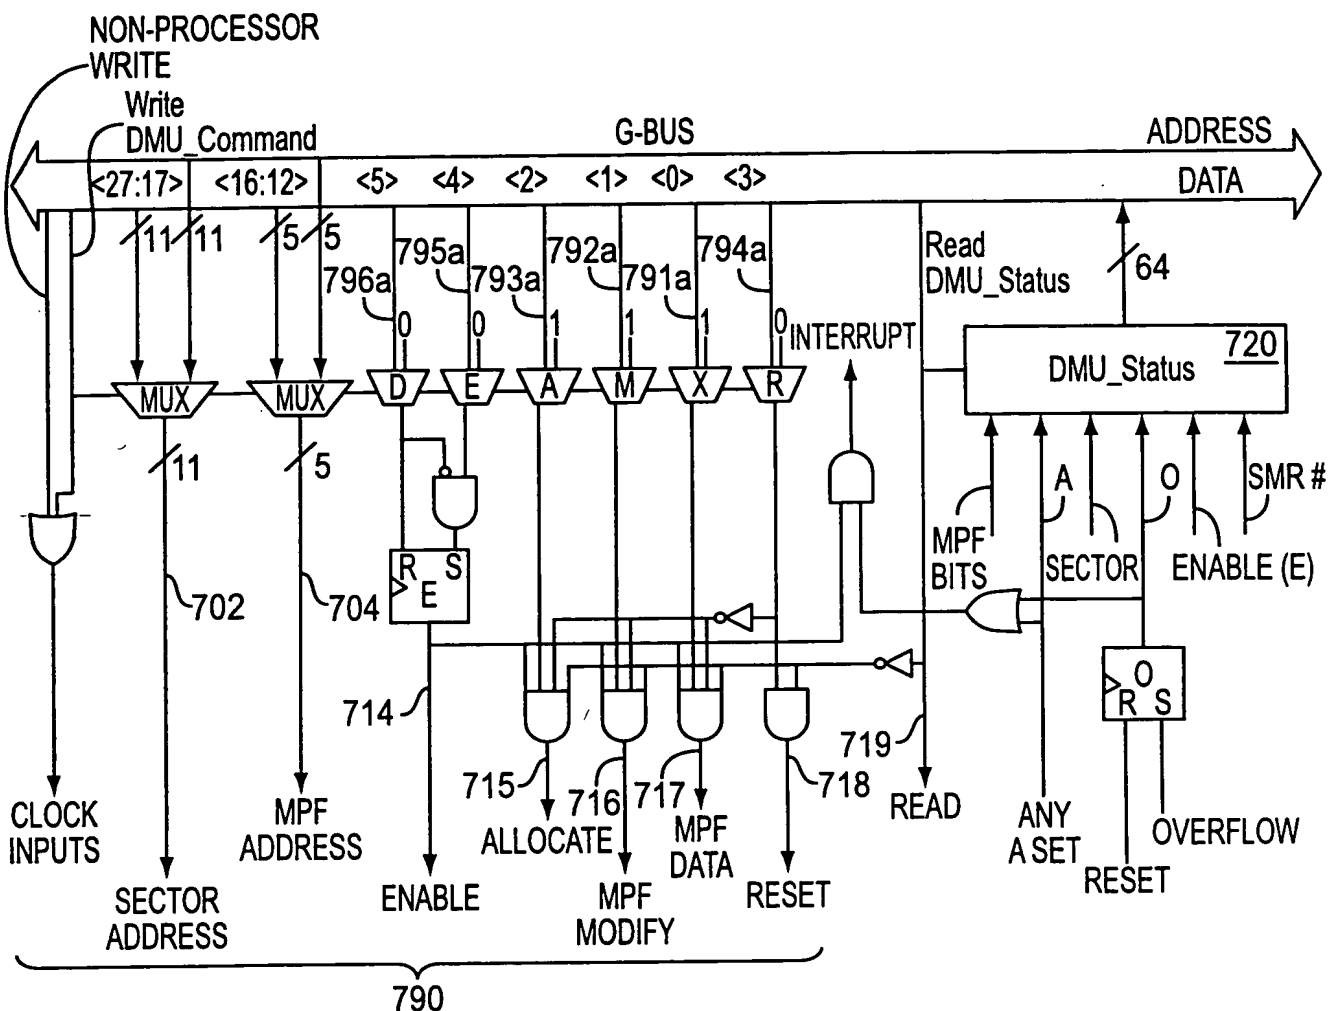 NON-PROCESSOR
WRITE
Write
DMU_Command
G-BUS
ADDRESS
<27:17> <16:12> <5> <4> <2> <1> <0> <3> DATA
11 11 5 5
796a 795a 793a 792a 791a 794a
Read
DMU_Status
64
0 0 1 1 1 0
INTERRUPT
720
DMU_Status
MUX MUX D E A M X R
11 5
MPF
BITS
A
SECTOR
O
ENABLE (E)
SMR #
R S
E
702 704
714
O
R S
715 716 717 718 719
CLOCK
INPUTS
SECTOR
ADDRESS
MPF
ADDRESS
ENABLE
ALLOCATE
MPF
MODIFY
MPF
DATA
RESET
READ
ANY
A SET
RESET
OVERFLOW
790